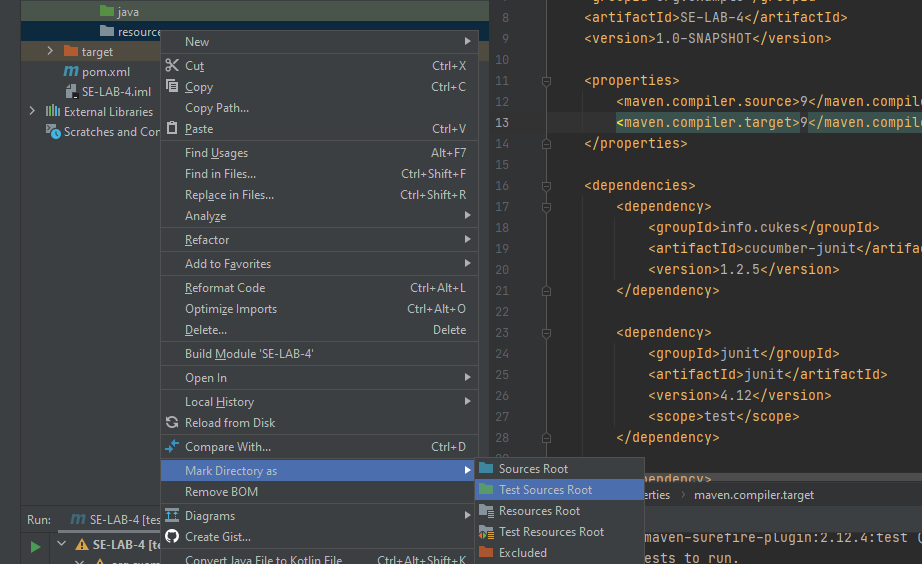 java
resource
target
pom.xml
SE-LAB-4.iml
External Libraries
Scratches and Con
New
Cut Ctrl+X
Copy Ctrl+C
Copy Path...
Paste Ctrl+V
Find Usages Alt+F7
Find in Files... Ctrl+Shift+F
Replace in Files... Ctrl+Shift+R
Analyze
Refactor
Add to Favorites
Reformat Code Ctrl+Alt+L
Optimize Imports Ctrl+Alt+O
Delete... Delete
Build Module 'SE-LAB-4'
Open In
Local History
Reload from Disk
Compare With... Ctrl+D
Mark Directory as
Remove BOM
Diagrams
Create Gist...
Convert Java File to Kotlin File Ctrl+Alt+Shift+K
Sources Root
Test Sources Root
Resources Root
Test Resources Root
Excluded
8 <artifactId>SE-LAB-4</artifactId>
9 <version>1.0-SNAPSHOT</version>
10
11 <properties>
12 <maven.compiler.source>9</maven.compile
13 <maven.compiler.target>9</maven.compile
14 </properties>
15
16 <dependencies>
17 <dependency>
18 <groupId>info.cukes</groupId>
19 <artifactId>cucumber-junit</artifa
20 <version>1.2.5</version>
21 </dependency>
22
23 <dependency>
24 <groupId>junit</groupId>
25 <artifactId>junit</artifactId>
26 <version>4.12</version>
27 <scope>test</scope>
28 </dependency>
pendency>
erties > maven.compiler.target
Run: SE-LAB-4 [tes
SE-LAB-4 [te
maven-surefire-plugin:2.12.4:test (
ests to run.